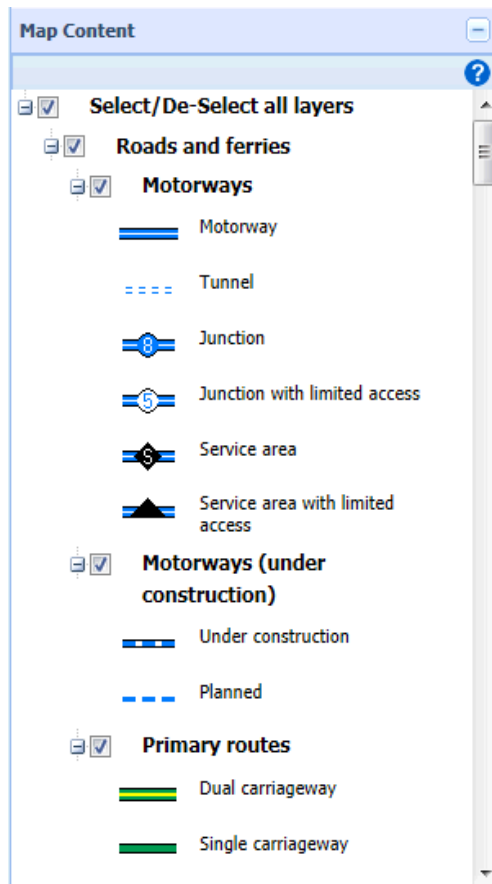 Map Content
?
Select/De-Select all layers
Roads and ferries
Motorways
Motorway
Tunnel
8
Junction
5
Junction with limited access
S
Service area
Service area with limited
access
Motorways (under
construction)
Under construction
Planned
Primary routes
Dual carriageway
Single carriageway